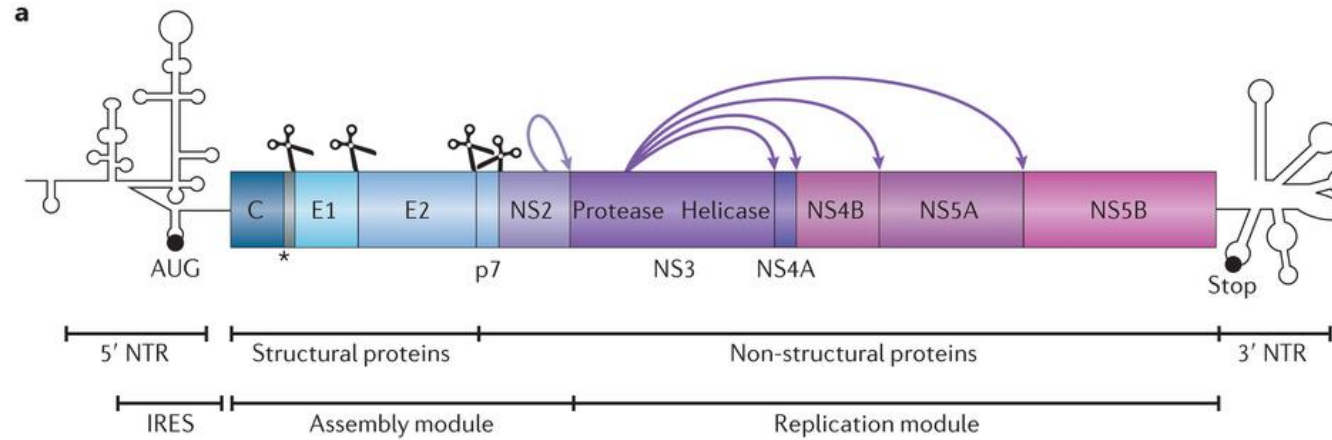 a
C
E1
E2
NS2
Protease
Helicase
NS4B
NS5A
NS5B
AUG
*
p7
NS3
NS4A
Stop
5′ NTR
Structural proteins
Non-structural proteins
3′ NTR
IRES
Assembly module
Replication module